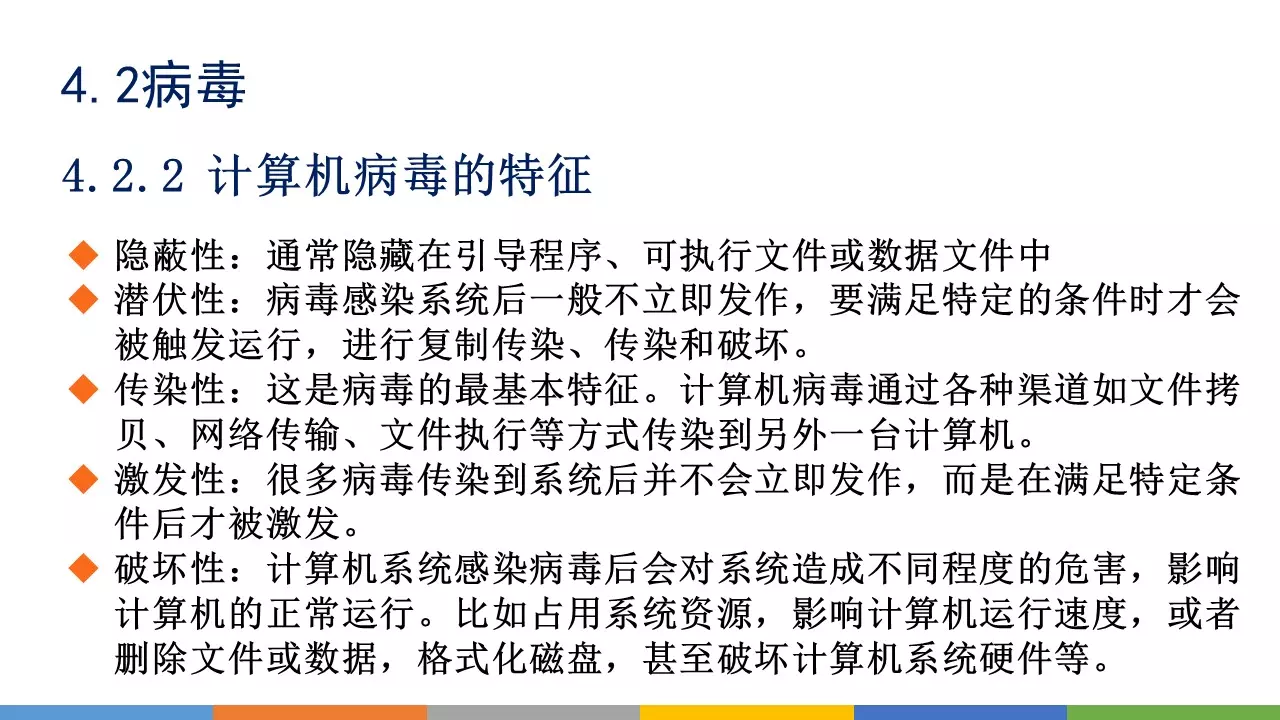 4.2病毒
4.2.2 计算机病毒的特征
隐蔽性：通常隐藏在引导程序、可执行文件或数据文件中
潜伏性：病毒感染系统后一般不立即发作，要满足特定的条件时才会
被触发运行，进行复制传染、传染和破坏。
传染性：这是病毒的最基本特征。计算机病毒通过各种渠道如文件拷
贝、网络传输、文件执行等方式传染到另外一台计算机。
激发性：很多病毒传染到系统后并不会立即发作，而是在满足特定条
件后才被激发。
破坏性：计算机系统感染病毒后会对系统造成不同程度的危害，影响
计算机的正常运行。比如占用系统资源，影响计算机运行速度，或者
删除文件或数据，格式化磁盘，甚至破坏计算机系统硬件等。